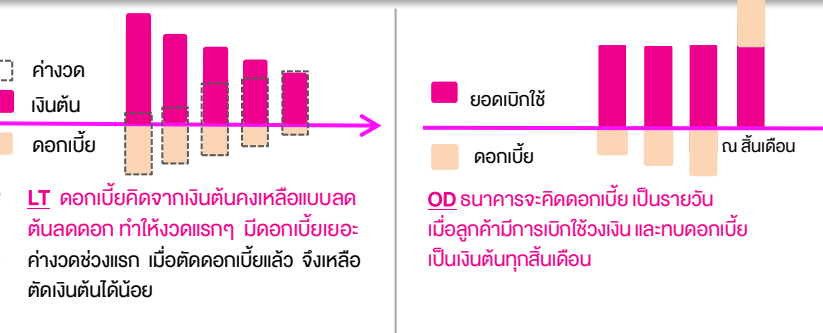 ค่างวด
เงินต้น
ดอกเบี้ย
LT ดอกเบี้ยคิดจากเงินต้นคงเหลือแบบลด
ต้นลดดอก ทำให้งวดแรกๆ มีดอกเบี้ยเยอะ
ค่างวดช่วงแรก เมื่อตัดดอกเบี้ยแล้ว จึงเหลือ
ตัดเงินต้นได้น้อย
ยอดเบิกใช้
ดอกเบี้ย
ณ สิ้นเดือน
OD ธนาคารจะคิดดอกเบี้ย เป็นรายวัน
เมื่อลูกค้ามีการเบิกใช้วงเงิน และทบดอกเบี้ย
เป็นเงินต้นทุกสิ้นเดือน